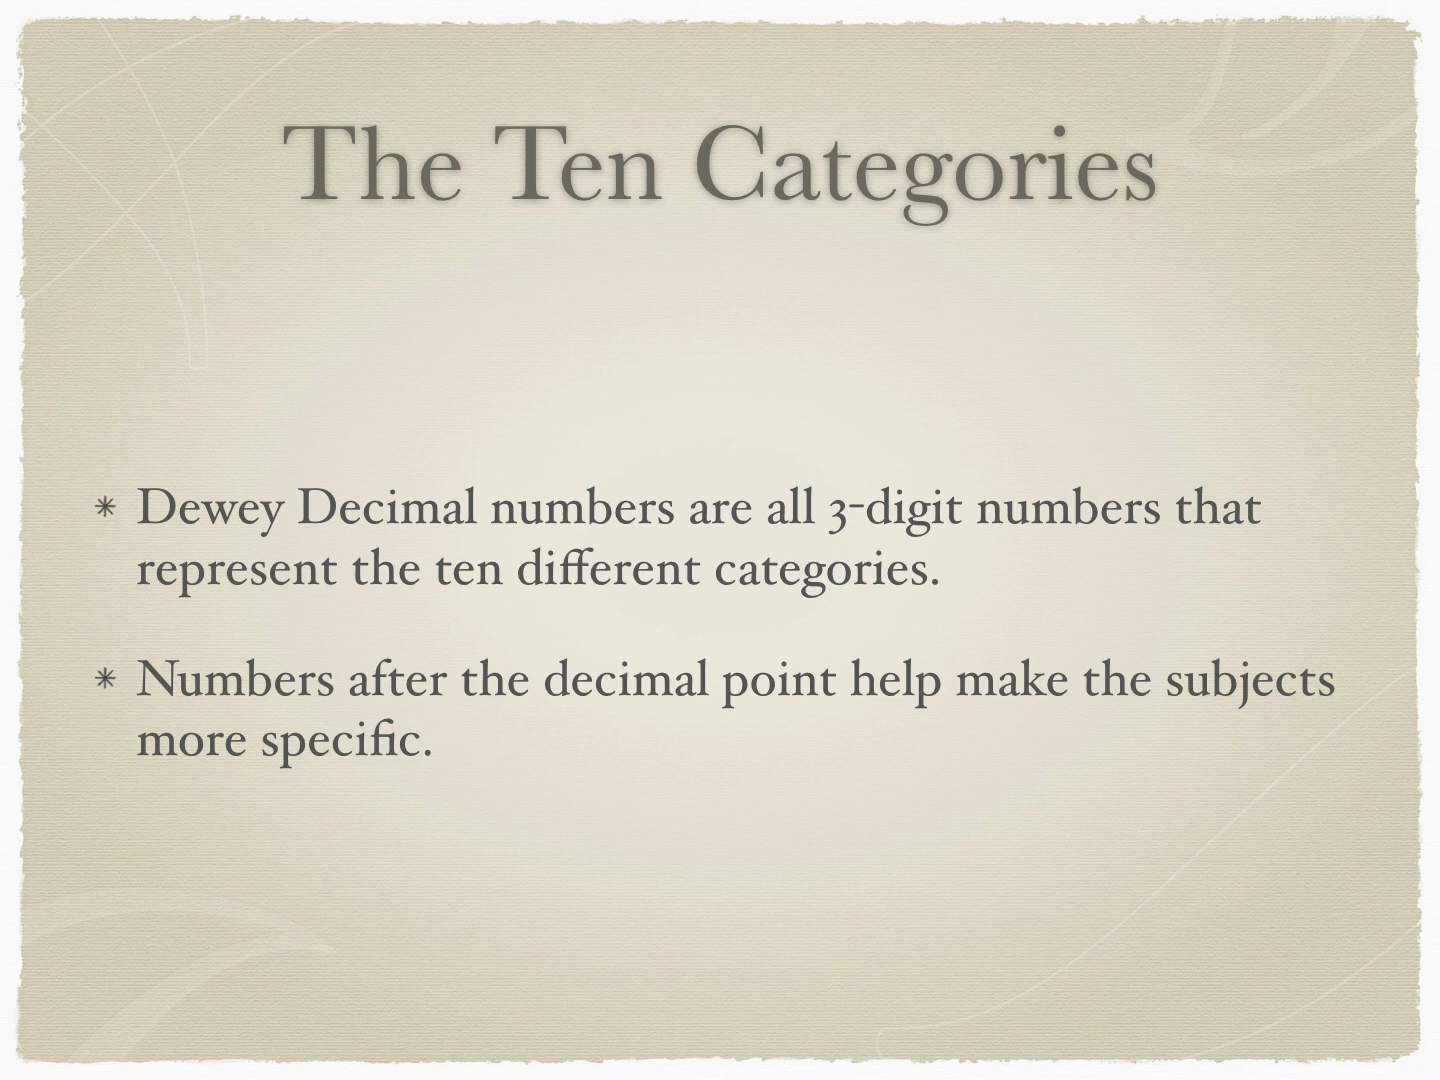 The Ten Categories
Dewey Decimal numbers are all 3-digit numbers that
represent the ten different categories.
Numbers after the decimal point help make the subjects
more specific.